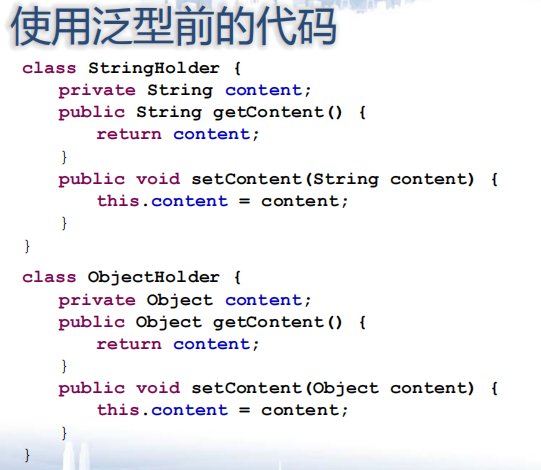 使用泛型前的代码
class StringHolder {
private String content;
public String getContent() {
return content;
}
public void setContent(String content) {
this.content = content;
}
}
class ObjectHolder {
private Object content;
public Object getContent() {
return content;
}
public void setContent(Object content) {
this.content = content;
}
}